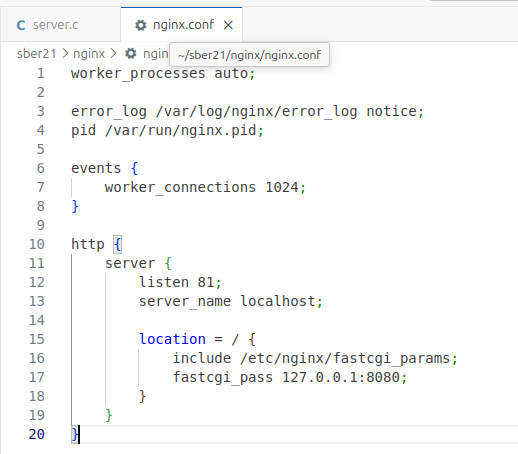 C server.c nginx.conf ×
sber21 > nginx > ngin
~/sber21/nginx/nginx.conf
1 worker_processes auto;
2
3 error_log /var/log/nginx/error_log notice;
4 pid /var/run/nginx.pid;
5
6 events {
7     worker_connections 1024;
8 }
9
10 http {
11     server {
12         listen 81;
13         server_name localhost;
14
15         location = / {
16             include /etc/nginx/fastcgi_params;
17             fastcgi_pass 127.0.0.1:8080;
18         }
19     }
20 }